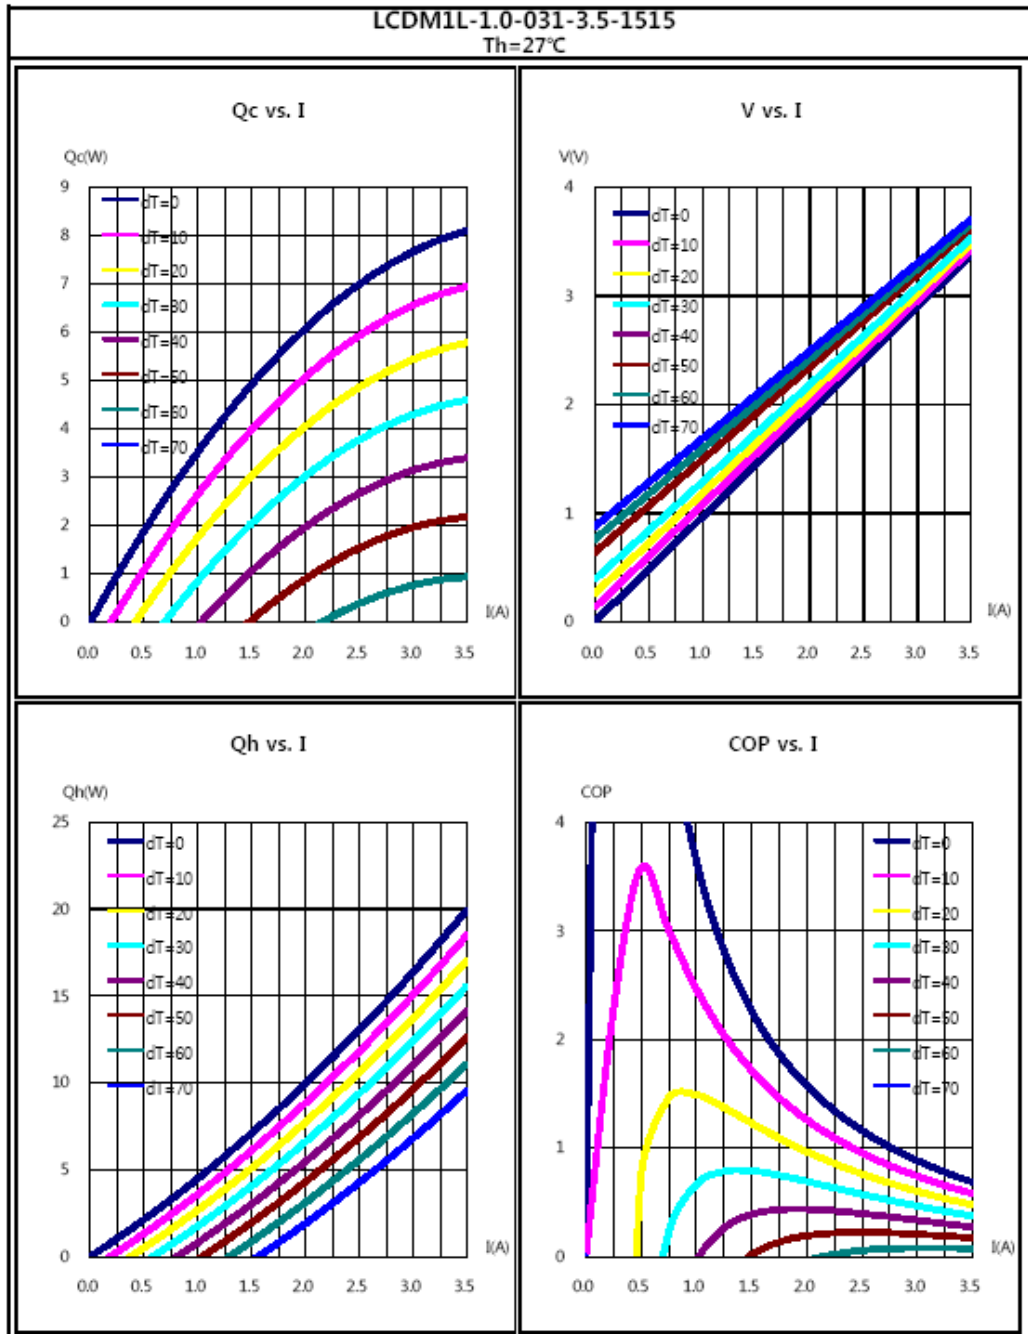 LCDM1L-1.0-031-3.5-1515
Th=27℃
Qc vs. I
Qc(W)
9
8
7
6
5
4
3
2
1
0
dT=0
dT=10
dT=20
dT=30
dT=40
dT=50
dT=60
dT=70
I(A)
0.0 0.5 1.0 1.5 2.0 2.5 3.0 3.5
V vs. I
V(V)
4
3
2
1
0
dT=0
dT=10
dT=20
dT=30
dT=40
dT=50
dT=60
dT=70
I(A)
0.0 0.5 1.0 1.5 2.0 2.5 3.0 3.5
Qh vs. I
Qh(W)
25
20
15
10
5
0
dT=0
dT=10
dT=20
dT=30
dT=40
dT=50
dT=60
dT=70
I(A)
0.0 0.5 1.0 1.5 2.0 2.5 3.0 3.5
COP vs. I
COP
4
3
2
1
0
dT=0
dT=10
dT=20
dT=30
dT=40
dT=50
dT=60
dT=70
I(A)
0.0 0.5 1.0 1.5 2.0 2.5 3.0 3.5